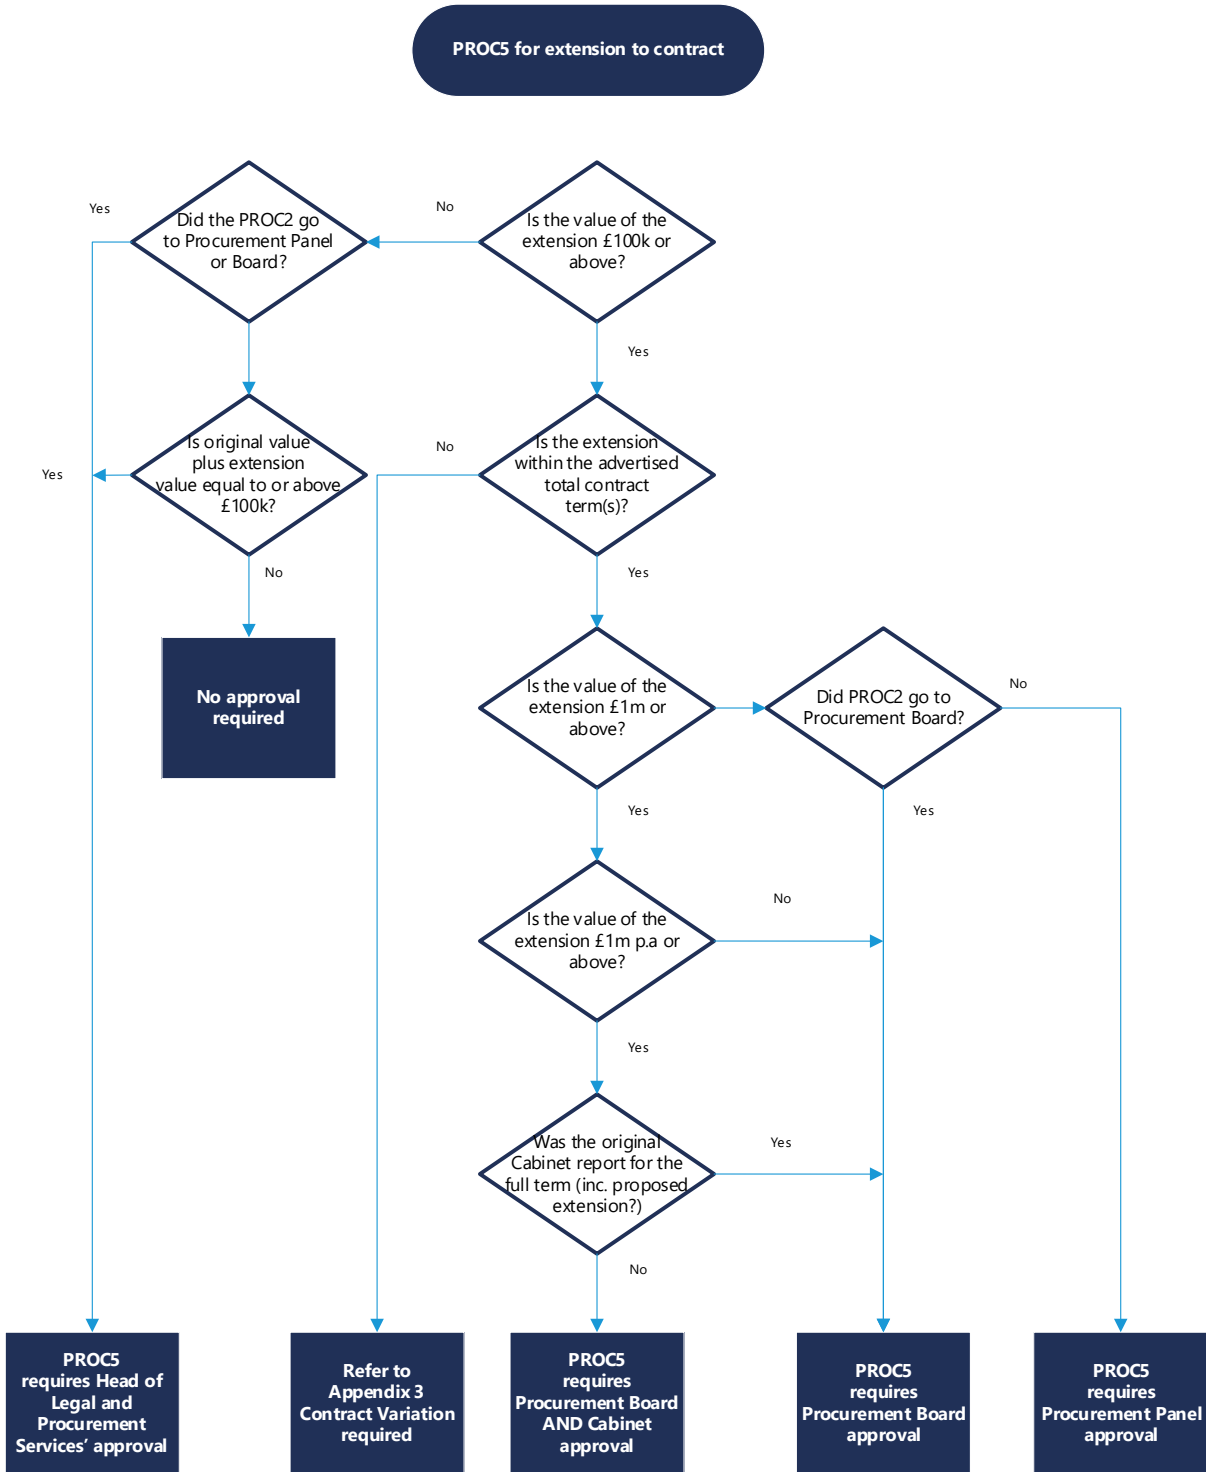 PROC5 for extension to contract
Yes
Did the PROC2 go
to Procurement Panel
or Board?
No
Is the value of the
extension £100k or
above?
Yes
Yes
Is original value
plus extension
value equal to or above
£100k?
No
Is the extension
within the advertised
total contract
term(s)?
No
Yes
No approval
required
Is the value of the
extension £1m or
above?
Did PROC2 go to
Procurement Board?
No
Yes
Yes
Is the value of the
extension £1m p.a or
above?
No
Yes
Was the original
Cabinet report for the
full term (inc. proposed
extension?)
Yes
No
PROC5
requires Head of
Legal and
Procurement
Services’ approval
Refer to
Appendix 3
Contract Variation
required
PROC5
requires
Procurement Board
AND Cabinet
approval
PROC5
requires
Procurement Board
approval
PROC5
requires
Procurement Panel
approval